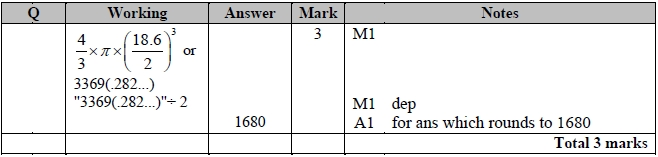 Q Working Answer Mark Notes
4/3 × π × (18.6/2)³ or 3 M1
3369(.282...)
"3369(.282...)"÷ 2 M1 dep
1680 A1 for ans which rounds to 1680
Total 3 marks